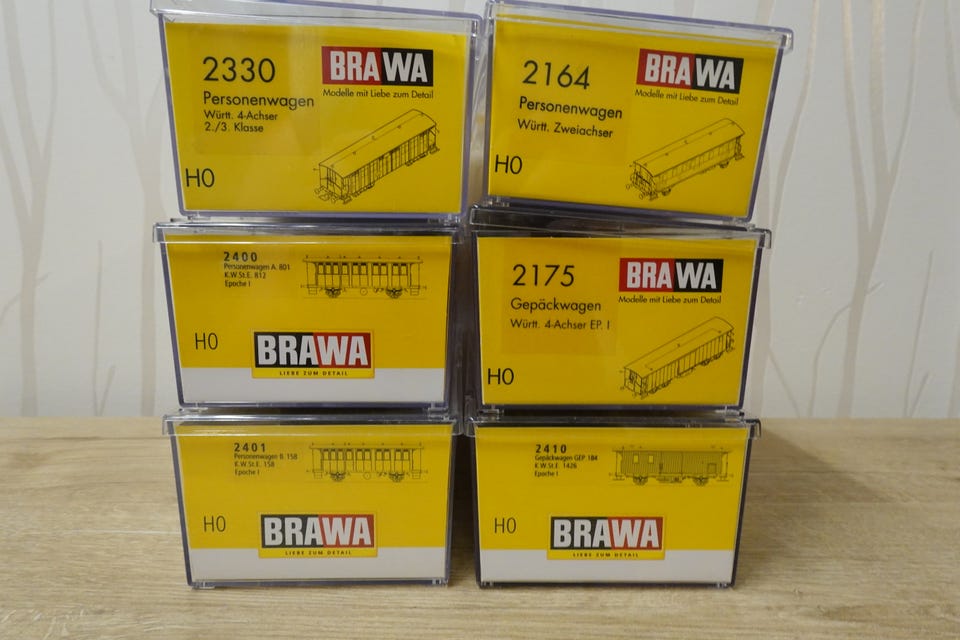 2330
BRAWA
Modelle mit Liebe zum Detail
Personenwagen
Württ. 4-Achser
2./3. Klasse
H0
2164
BRAWA
Modelle mit Liebe zum Detail
Personenwagen
Württ. Zweiachser
H0
2400
Personenwagen A: 801
K.W.St.E. 812
Epoche I
H0
BRAWA
LIEBE ZUM DETAIL
2175
BRAWA
Modelle mit Liebe zum Detail
Gepäckwagen
Württ. 4-Achser EP. I
H0
2401
Personenwagen B. 158
K.W.St.E. 158
Epoche I
H0
BRAWA
LIEBE ZUM DETAIL
2410
Gepäckwagen GEP 184
K.W.St.E. 1426
Epoche I
H0
BRAWA
LIEBE ZUM DETAIL